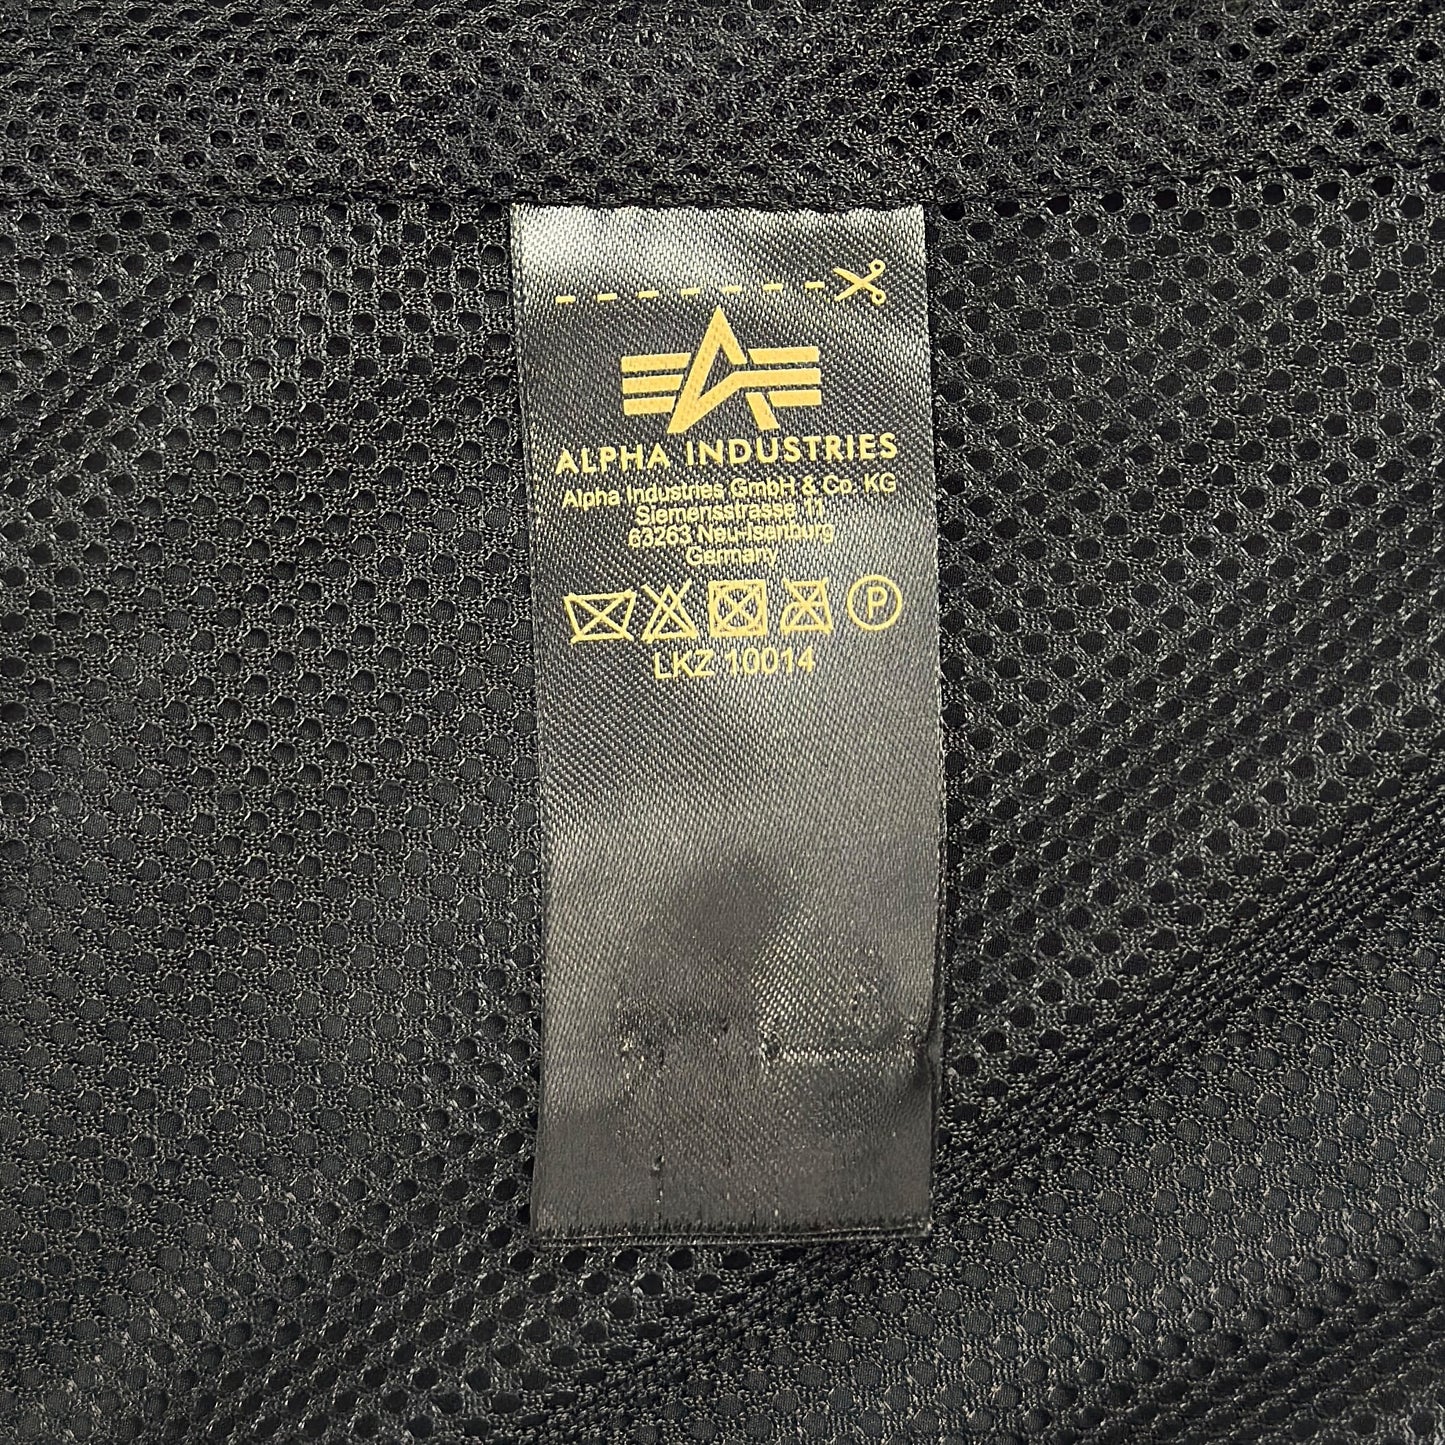 ALPHA INDUSTRIES
Alpha Industries GmbH & Co. KG
Siemensstrasse 11
63263 Neu-Isenburg
Germany
P
LKZ 10014